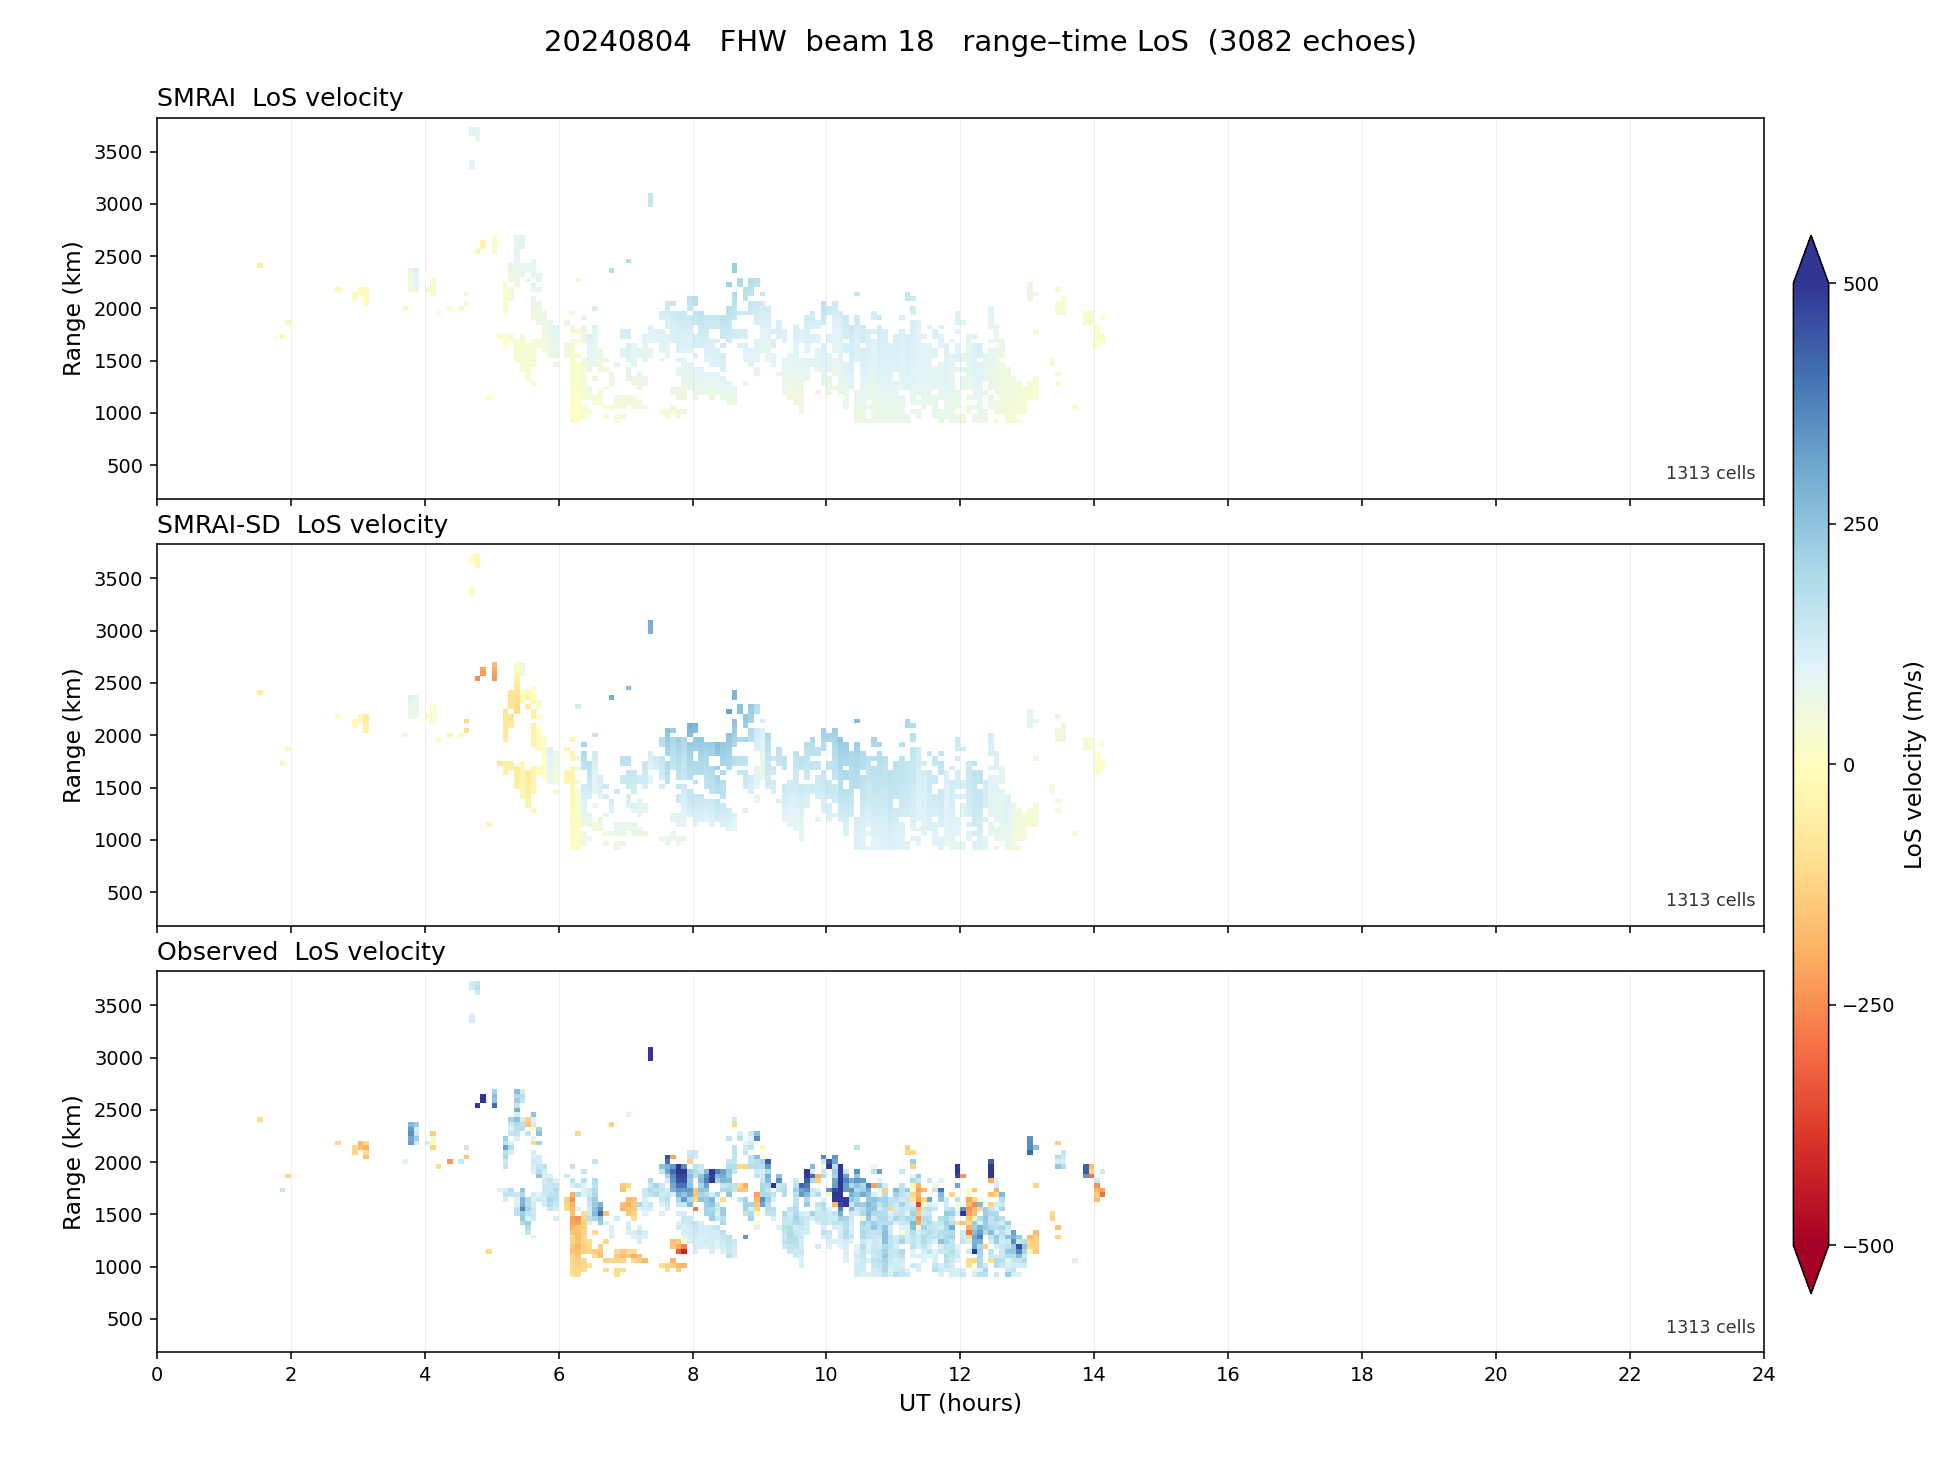 20240804 FHW beam 18 range–time LoS (3082 echoes)
SMRAI LoS velocity
3500
3000
2500
2000
1500
1000
500
Range (km)
1313 cells
SMRAI-SD LoS velocity
3500
3000
2500
2000
1500
1000
500
Range (km)
1313 cells
Observed LoS velocity
3500
3000
2500
2000
1500
1000
500
Range (km)
1313 cells
0 2 4 6 8 10 12 14 16 18 20 22 24
UT (hours)
500
250
0
−250
−500
LoS velocity (m/s)